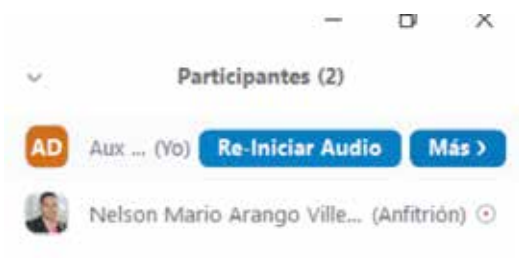 Participantes (2)
AD Aux ... (Yo) Re-Iniciar Audio Más >
Nelson Mario Arango Ville... (Anfitrión)